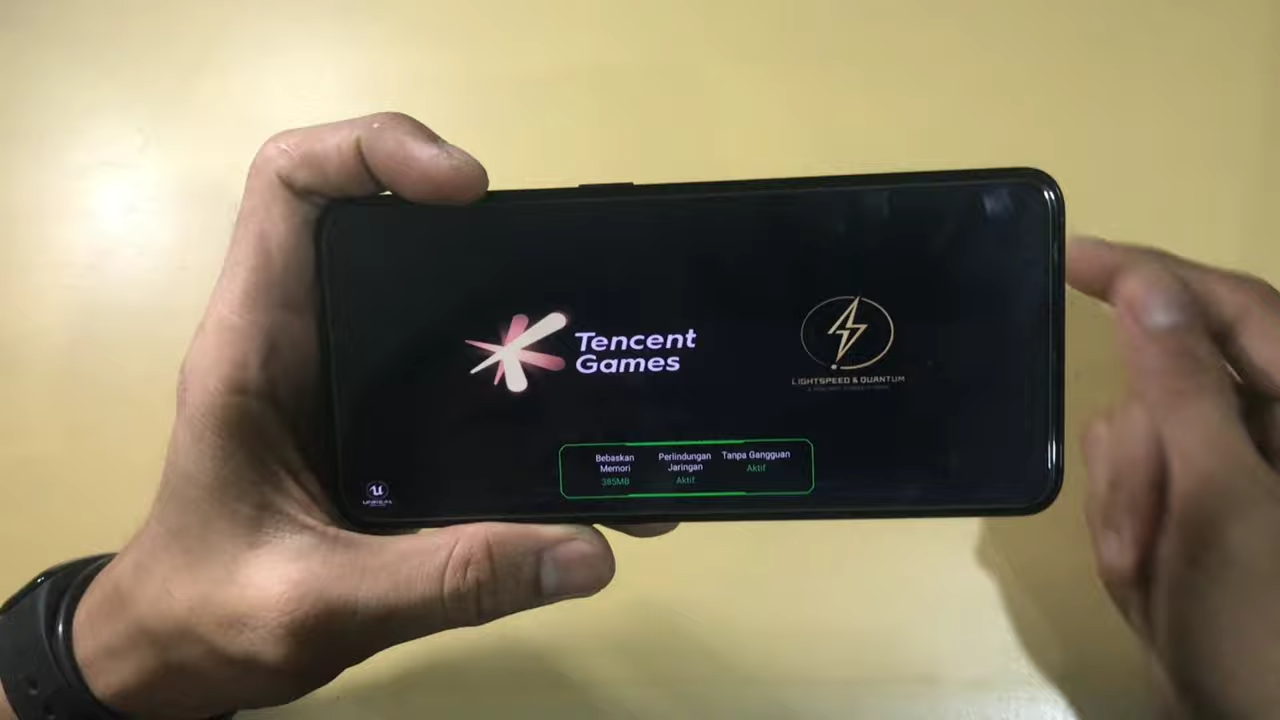 Tencent
Games
LIGHTSPEED & QUANTUM
Bebaskan
Memori
385MB
Perlindungan
Jaringan
Aktif
Tanpa Gangguan
Aktif